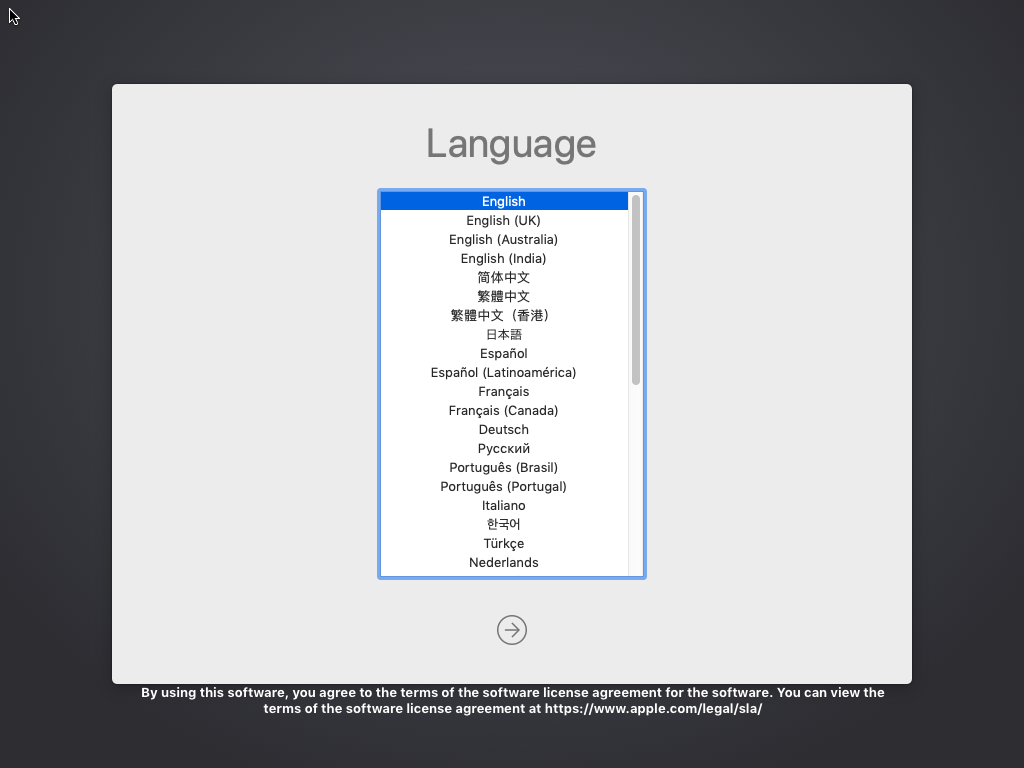 Language
English
English (UK)
English (Australia)
English (India)
简体中文
繁體中文
繁體中文（香港）
日本語
Español
Español (Latinoamérica)
Français
Français (Canada)
Deutsch
Русский
Português (Brasil)
Português (Portugal)
Italiano
한국어
Türkçe
Nederlands
By using this software, you agree to the terms of the software license agreement for the software. You can view the
terms of the software license agreement at https://www.apple.com/legal/sla/